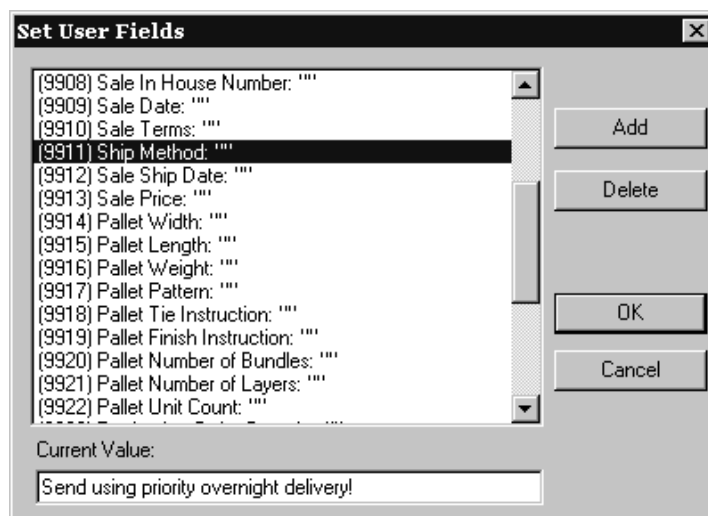 Set User Fields
(9908) Sale In House Number: ""
(9909) Sale Date: ""
(9910) Sale Terms: ""
(9911) Ship Method: ""
(9912) Sale Ship Date: ""
(9913) Sale Price: ""
(9914) Pallet Width: ""
(9915) Pallet Length: ""
(9916) Pallet Weight: ""
(9917) Pallet Pattern: ""
(9918) Pallet Tie Instruction: ""
(9919) Pallet Finish Instruction: ""
(9920) Pallet Number of Bundles: ""
(9921) Pallet Number of Layers: ""
(9922) Pallet Unit Count: ""
Add
Delete
OK
Cancel
Current Value:
Send using priority overnight delivery!